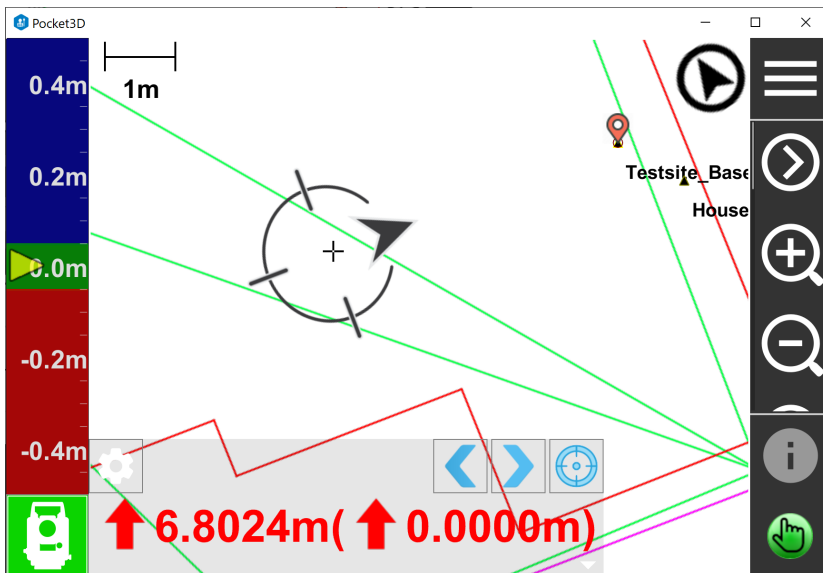 Pocket3D
0.4m
1m
0.2m
Testsite_Base
House
0.0m
-0.2m
-0.4m
6.8024m( 0.0000m)